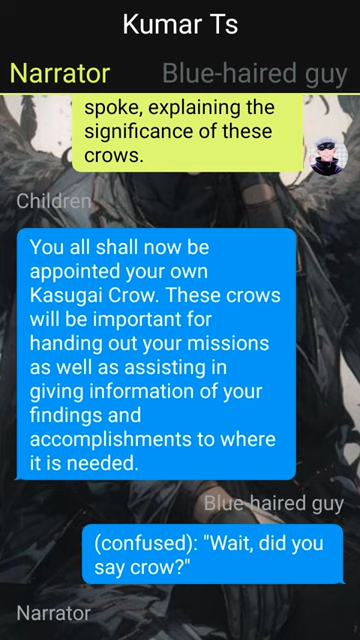 Kumar Ts
Narrator
Blue-haired guy
spoke, explaining the
significance of these
crows.
Children
You all shall now be
appointed your own
Kasugai Crow. These crows
will be important for
handing out your missions
as well as assisting in
giving information of your
findings and
accomplishments to where
it is needed.
Blue-haired guy
(confused): "Wait, did you
say crow?"
Narrator